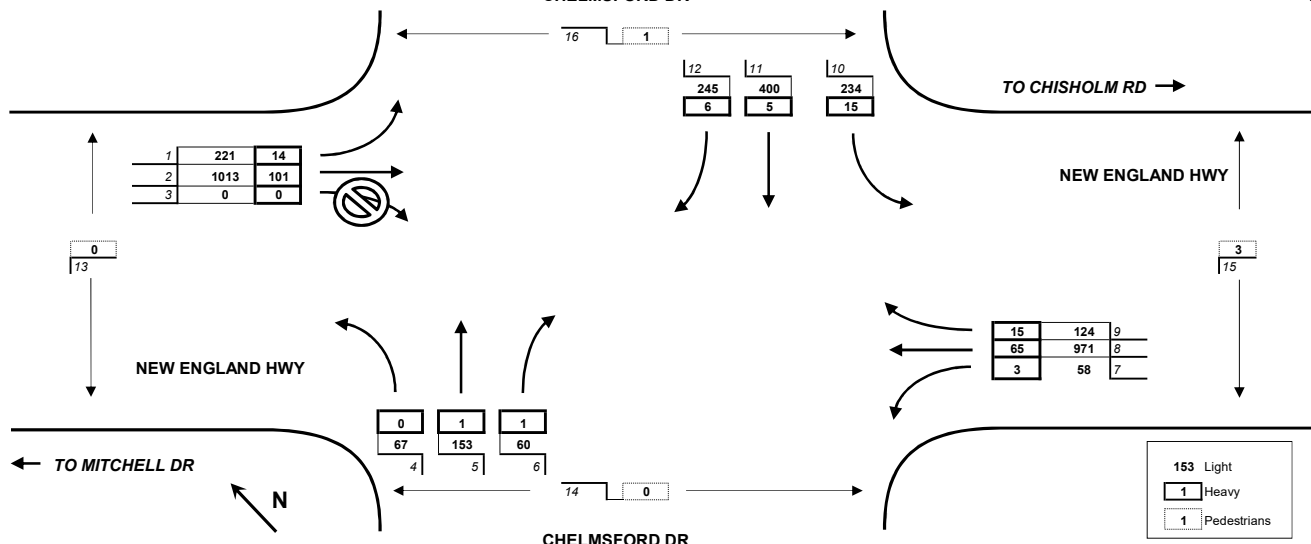 CHELMSFORD DR
16 1
12 11 10
245 400 234
6 5 15
TO CHISHOLM RD
1 221 14
2 1013 101
3 0 0
NEW ENGLAND HWY
0
13
3
15
15 124 9
65 971 8
3 58 7
NEW ENGLAND HWY
0 1 1
67 153 60
4 5 6
TO MITCHELL DR
N
14 0
CHELMSFORD DR
153 Light
1 Heavy
1 Pedestrians